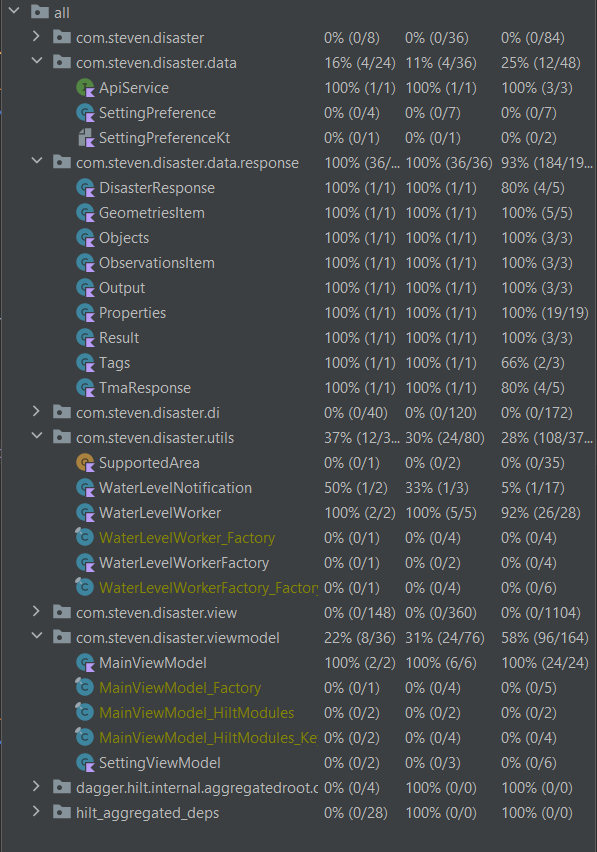 all
com.steven.disaster 0% (0/8) 0% (0/36) 0% (0/84)
com.steven.disaster.data 16% (4/24) 11% (4/36) 25% (12/48)
ApiService 100% (1/1) 100% (1/1) 100% (3/3)
SettingPreference 0% (0/4) 0% (0/7) 0% (0/7)
SettingPreferenceKt 0% (0/1) 0% (0/1) 0% (0/2)
com.steven.disaster.data.response 100% (36/... 100% (36/36) 93% (184/19...
DisasterResponse 100% (1/1) 100% (1/1) 80% (4/5)
GeometriesItem 100% (1/1) 100% (1/1) 100% (5/5)
Objects 100% (1/1) 100% (1/1) 100% (3/3)
ObservationsItem 100% (1/1) 100% (1/1) 100% (3/3)
Output 100% (1/1) 100% (1/1) 100% (3/3)
Properties 100% (1/1) 100% (1/1) 100% (19/19)
Result 100% (1/1) 100% (1/1) 100% (3/3)
Tags 100% (1/1) 100% (1/1) 66% (2/3)
TmaResponse 100% (1/1) 100% (1/1) 80% (4/5)
com.steven.disaster.di 0% (0/40) 0% (0/120) 0% (0/172)
com.steven.disaster.utils 37% (12/3... 30% (24/80) 28% (108/37...
SupportedArea 0% (0/1) 0% (0/2) 0% (0/35)
WaterLevelNotification 50% (1/2) 33% (1/3) 5% (1/17)
WaterLevelWorker 100% (2/2) 100% (5/5) 92% (26/28)
WaterLevelWorker_Factory 0% (0/1) 0% (0/4) 0% (0/4)
WaterLevelWorkerFactory 0% (0/1) 0% (0/2) 0% (0/4)
WaterLevelWorkerFactory_Factory 0% (0/1) 0% (0/4) 0% (0/6)
com.steven.disaster.view 0% (0/148) 0% (0/360) 0% (0/1104)
com.steven.disaster.viewmodel 22% (8/36) 31% (24/76) 58% (96/164)
MainViewModel 100% (2/2) 100% (6/6) 100% (24/24)
MainViewModel_Factory 0% (0/1) 0% (0/4) 0% (0/5)
MainViewModel_HiltModules 0% (0/2) 0% (0/2) 0% (0/2)
MainViewModel_HiltModules_Ke 0% (0/2) 0% (0/4) 0% (0/4)
SettingViewModel 0% (0/2) 0% (0/3) 0% (0/6)
dagger.hilt.internal.aggregatedroot.c 0% (0/4) 100% (0/0) 100% (0/0)
hilt_aggregated_deps 0% (0/28) 100% (0/0) 100% (0/0)